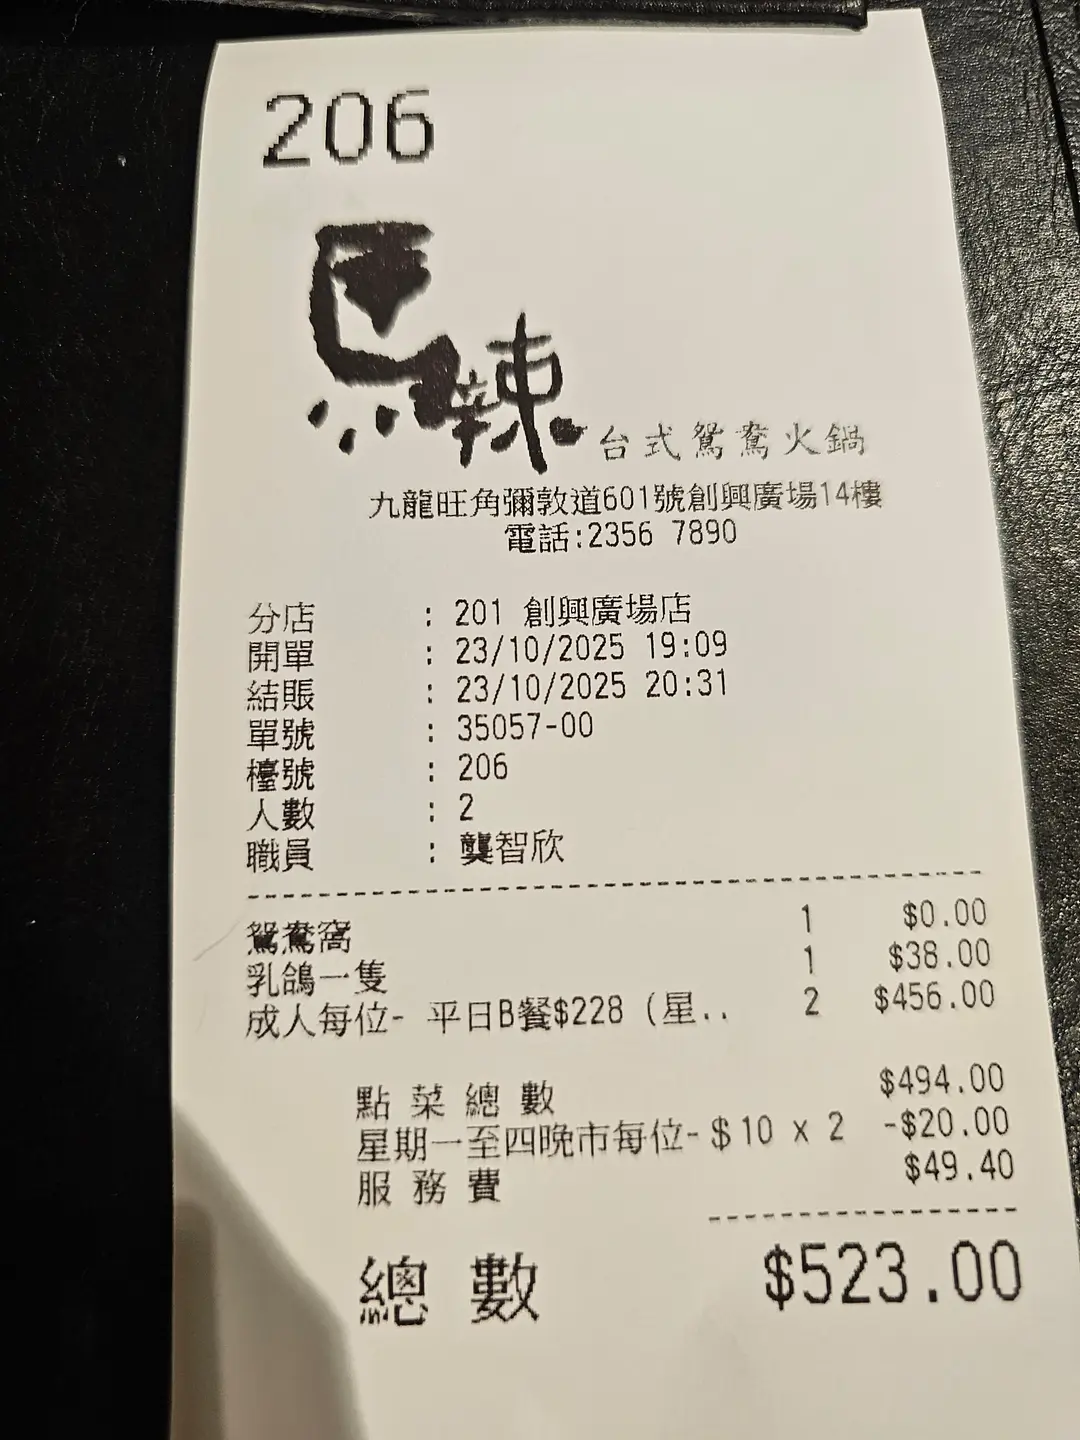 206
馬辣 台式鴛鴦火鍋
九龍旺角彌敦道601號創興廣場14樓
電話:2356 7890
分店 : 201 創興廣場店
開單 : 23/10/2025 19:09
結賬 : 23/10/2025 20:31
單號 : 35057-00
檯號 : 206
人數 : 2
職員 : 龔智欣
鴛鴦窩 1 $0.00
乳鴿一隻 1 $38.00
成人每位- 平日B餐$228 (星.. 2 $456.00
點菜總數 $494.00
星期一至四晚市每位-$10 x 2 -$20.00
服務費 $49.40
總數 $523.00